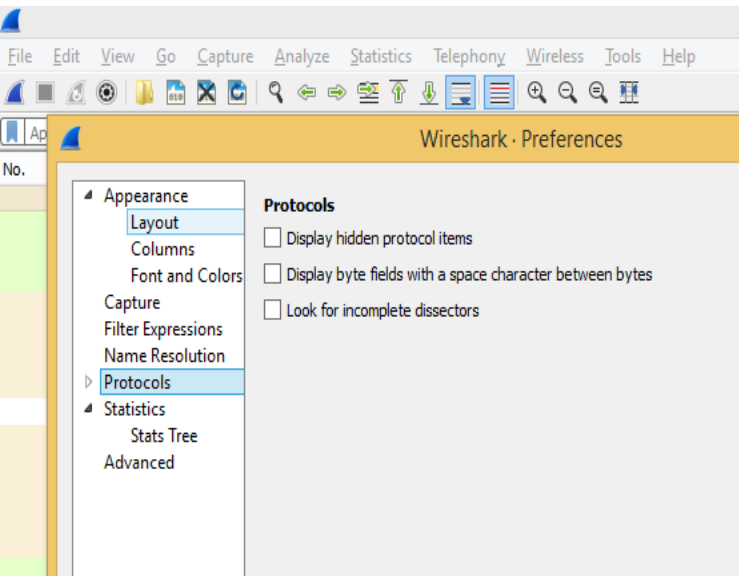 File Edit View Go Capture Analyze Statistics Telephony Wireless Tools Help
Ap
Wireshark · Preferences
No.
Appearance
Layout
Columns
Font and Colors
Capture
Filter Expressions
Name Resolution
Protocols
Statistics
Stats Tree
Advanced
Protocols
Display hidden protocol items
Display byte fields with a space character between bytes
Look for incomplete dissectors